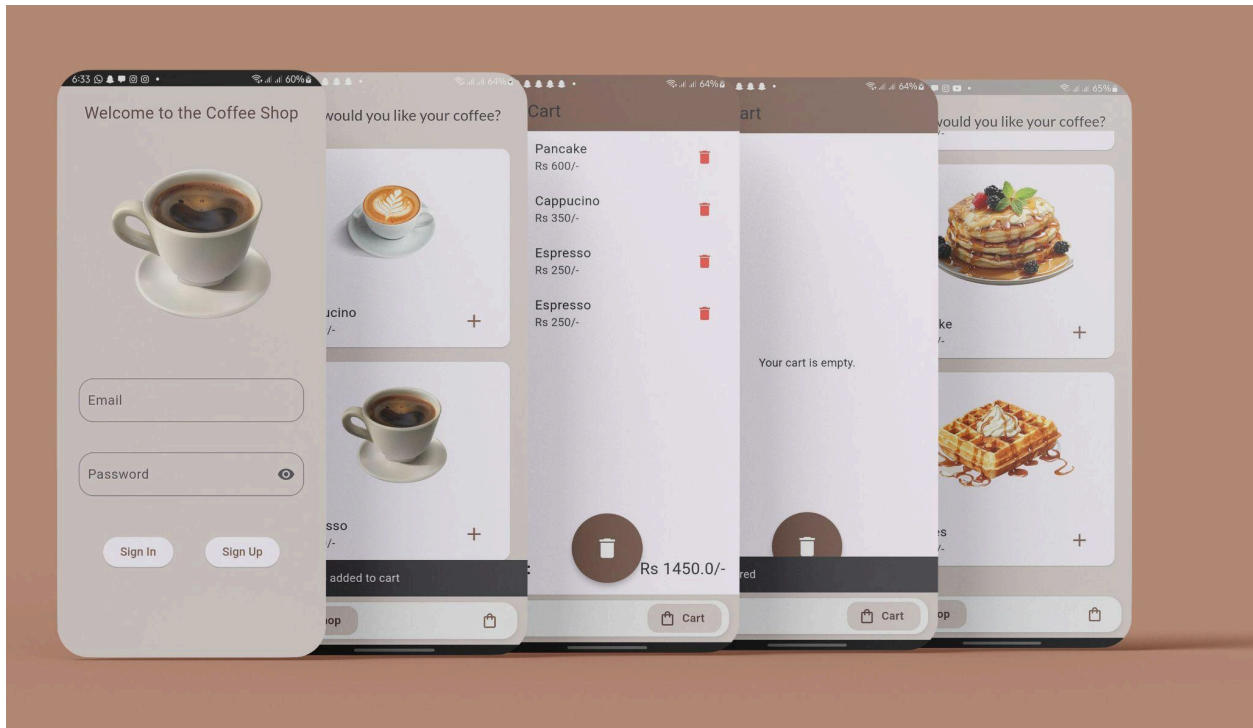 6:33
60%
Welcome to the Coffee Shop
Email
Password
Sign In
Sign Up
64%
would you like your coffee?
ucino
/-
sso
/-
added to cart
op
64%
Cart
Pancake
Rs 600/-
Cappucino
Rs 350/-
Espresso
Rs 250/-
Espresso
Rs 250/-
:
Rs 1450.0/-
Cart
64%
art
Your cart is empty.
red
Cart
65%
would you like your coffee?
/-
ke
/-
es
/-
op